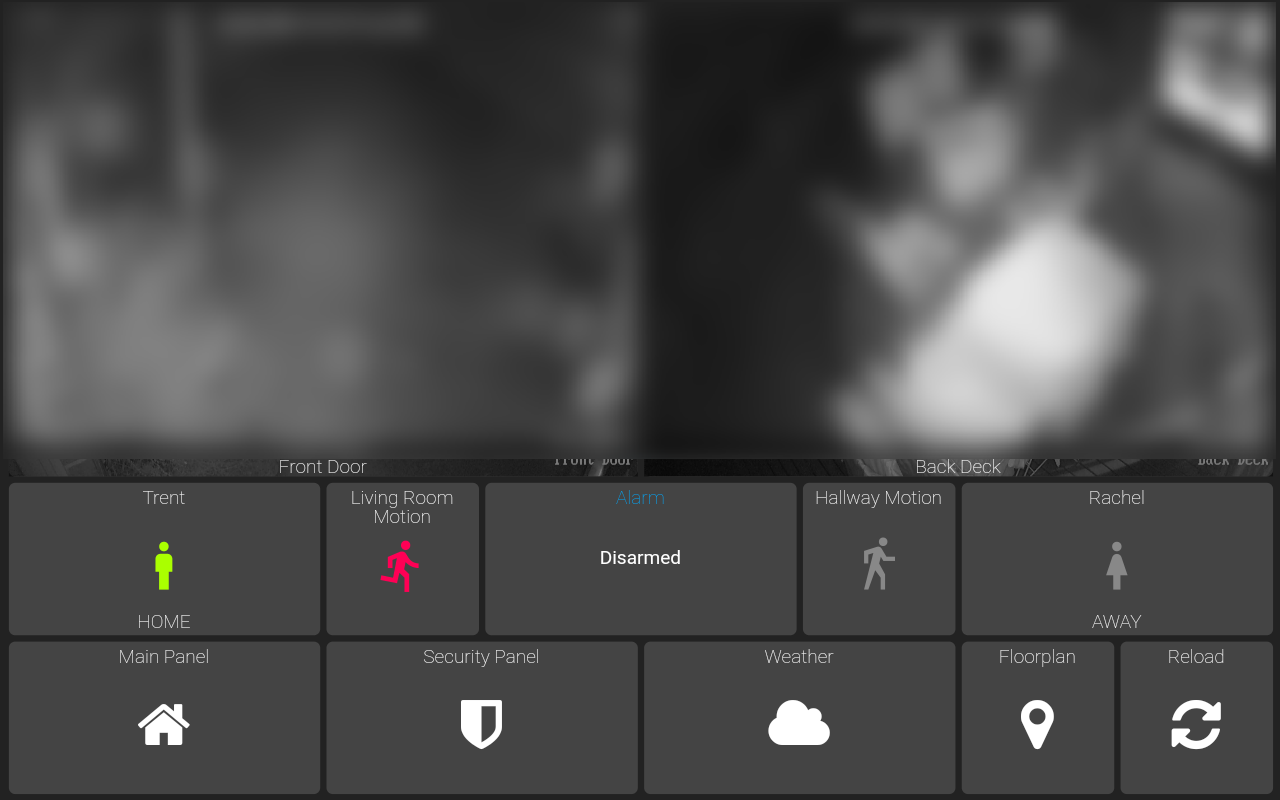 Front Door
Front Door
Back Deck
Back Deck
Trent
Living Room
Motion
Alarm
Hallway Motion
Rachel
Disarmed
HOME
AWAY
Main Panel
Security Panel
Weather
Floorplan
Reload